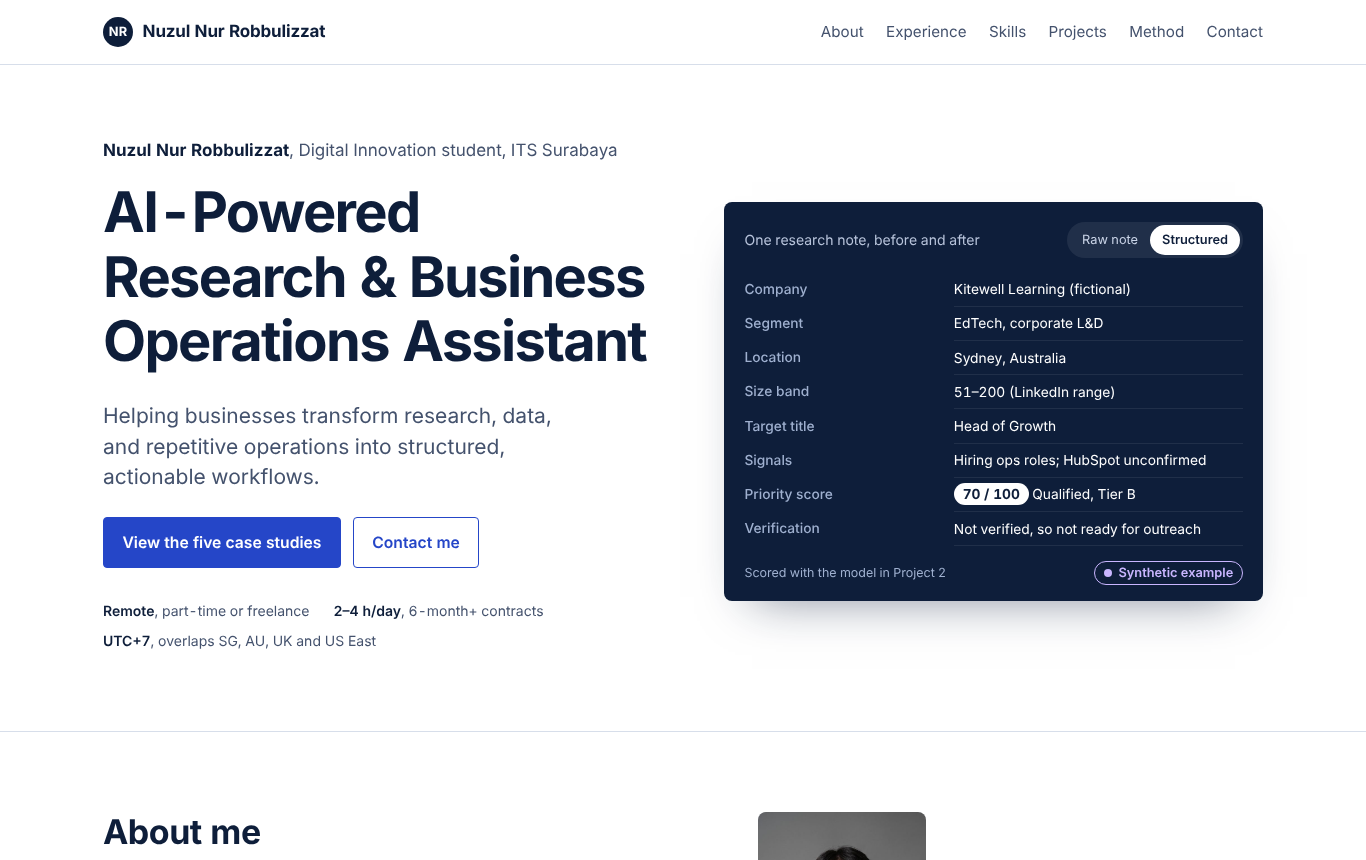 NR Nuzul Nur Robbulizzat
About Experience Skills Projects Method Contact
Nuzul Nur Robbulizzat, Digital Innovation student, ITS Surabaya
AI-Powered
Research & Business
Operations Assistant
Helping businesses transform research, data,
and repetitive operations into structured,
actionable workflows.
View the five case studies
Contact me
Remote, part-time or freelance 2–4 h/day, 6-month+ contracts
UTC+7, overlaps SG, AU, UK and US East
One research note, before and after
Raw note Structured
Company Kitewell Learning (fictional)
Segment EdTech, corporate L&D
Location Sydney, Australia
Size band 51–200 (LinkedIn range)
Target title Head of Growth
Signals Hiring ops roles; HubSpot unconfirmed
Priority score 70 / 100 Qualified, Tier B
Verification Not verified, so not ready for outreach
Scored with the model in Project 2 Synthetic example
About me